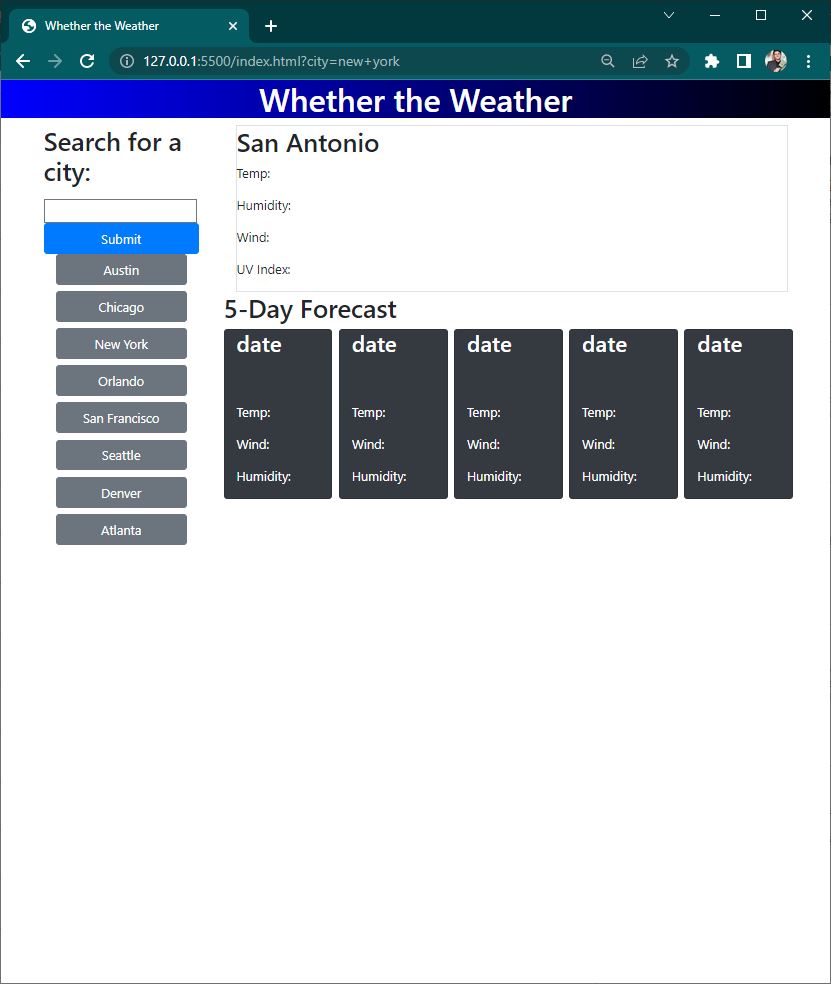 Whether the Weather
127.0.0.1:5500/index.html?city=new+york
Whether the Weather
Search for a
city:
Submit
Austin
Chicago
New York
Orlando
San Francisco
Seattle
Denver
Atlanta
San Antonio
Temp:
Humidity:
Wind:
UV Index:
5-Day Forecast
date
Temp:
Wind:
Humidity:
date
Temp:
Wind:
Humidity:
date
Temp:
Wind:
Humidity:
date
Temp:
Wind:
Humidity:
date
Temp:
Wind:
Humidity: